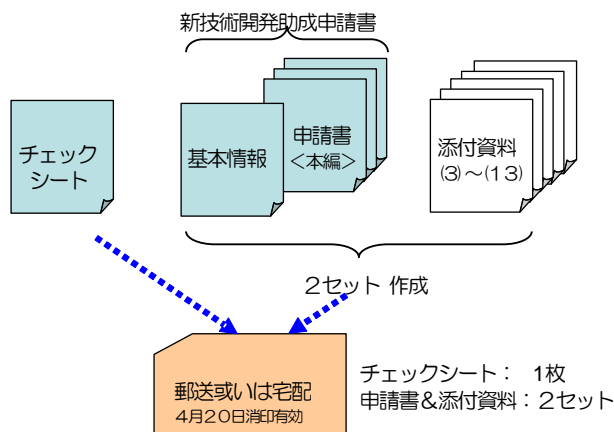 新技術開発助成申請書
チェック
シート
基本情報
申請書
＜本編＞
添付資料
(3)～(13)
２セット 作成
郵送或いは宅配
４月２０日消印有効
チェックシート： 1枚
申請書＆添付資料：２セット